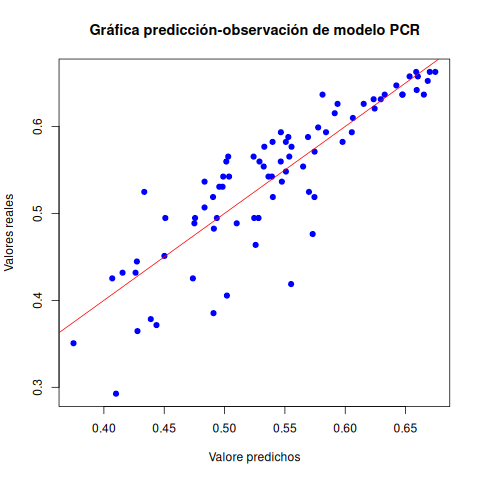 Gráfica predicción-observación de modelo PCR
Valores reales
0.6
0.5
0.4
0.3
0.40 0.45 0.50 0.55 0.60 0.65
Valore predichos